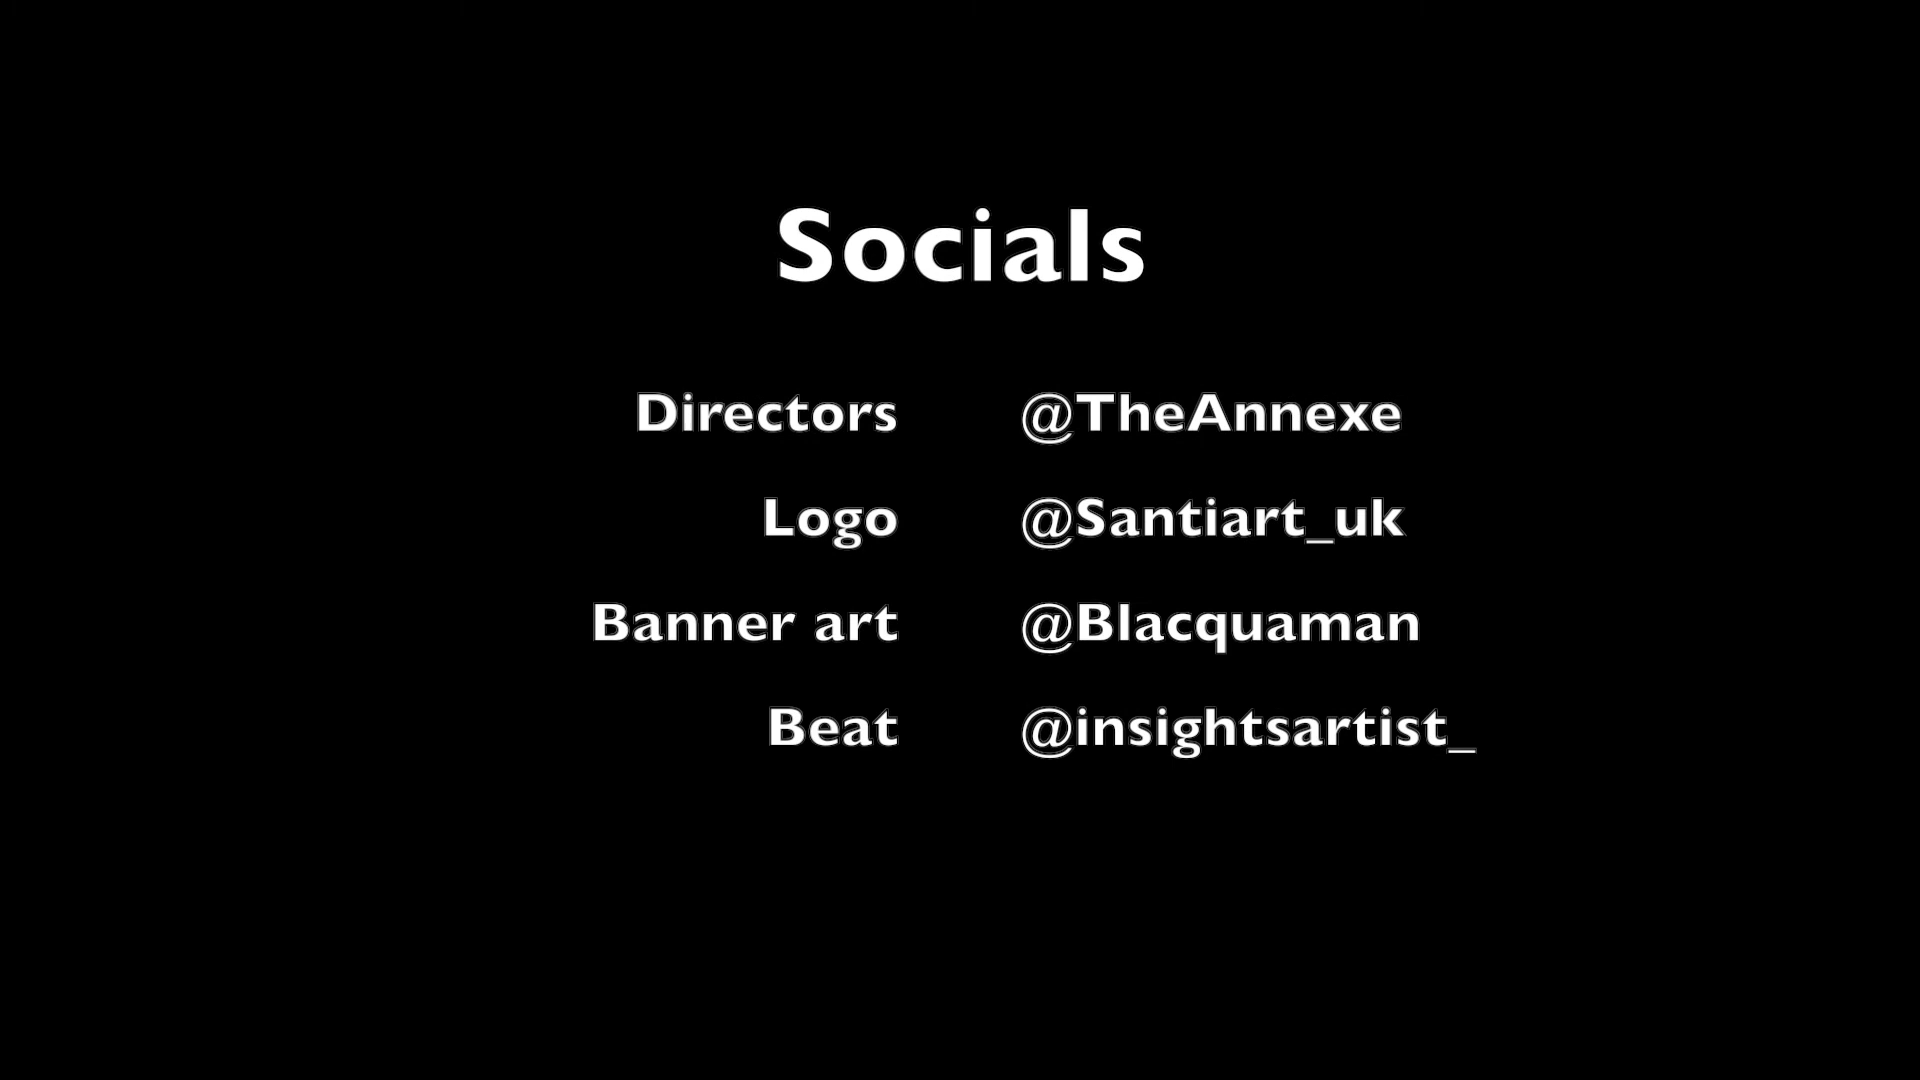 Socials
Directors @TheAnnexe
Logo @Santiart_uk
Banner art @Blacquaman
Beat @insightsartist_